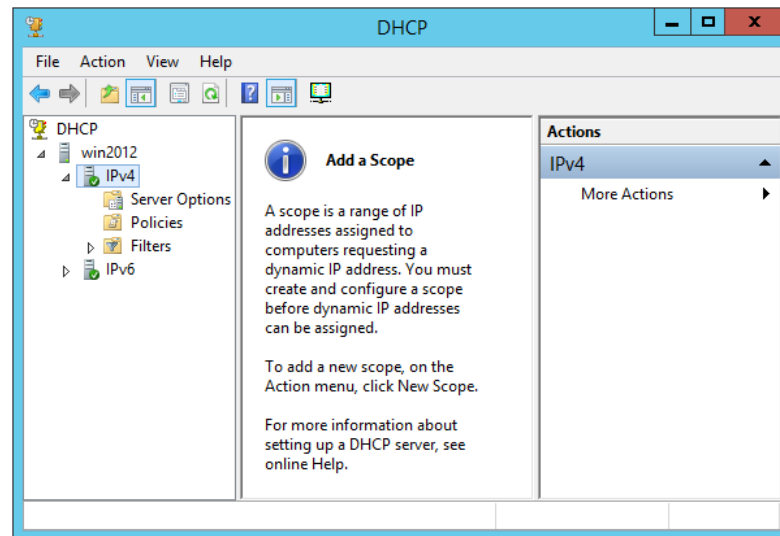 DHCP
File Action View Help
DHCP
win2012
IPv4
Server Options
Policies
Filters
IPv6
Add a Scope
A scope is a range of IP
addresses assigned to
computers requesting a
dynamic IP address. You must
create and configure a scope
before dynamic IP addresses
can be assigned.
To add a new scope, on the
Action menu, click New Scope.
For more information about
setting up a DHCP server, see
online Help.
Actions
IPv4
More Actions